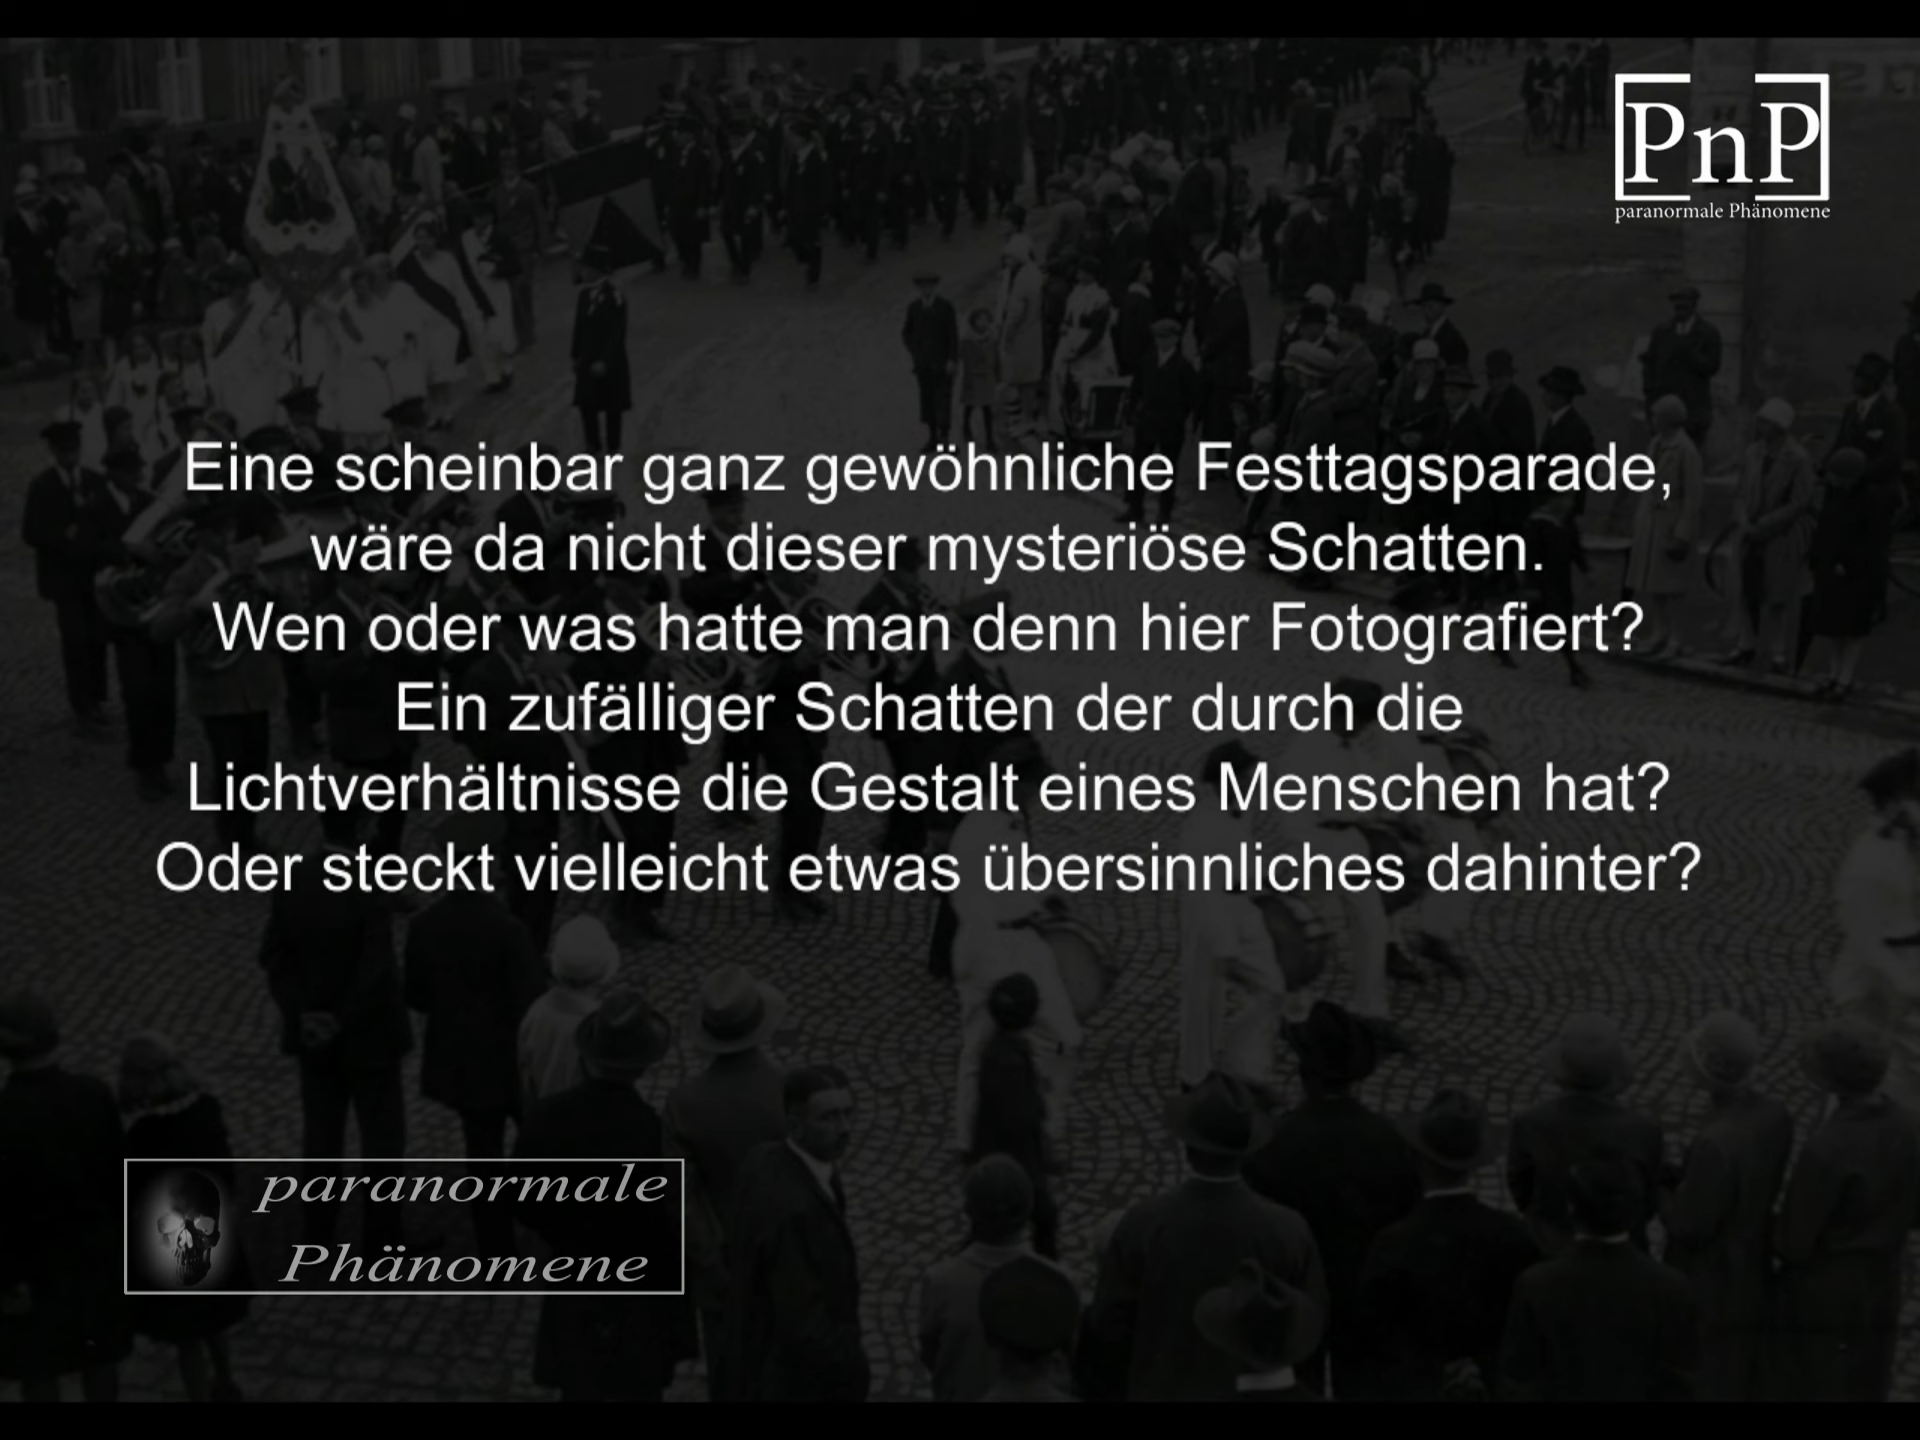 PnP
paranormale Phänomene
Eine scheinbar ganz gewöhnliche Festtagsparade,
wäre da nicht dieser mysteriöse Schatten.
Wen oder was hatte man denn hier Fotografiert?
Ein zufälliger Schatten der durch die
Lichtverhältnisse die Gestalt eines Menschen hat?
Oder steckt vielleicht etwas übersinnliches dahinter?
paranormale
Phänomene